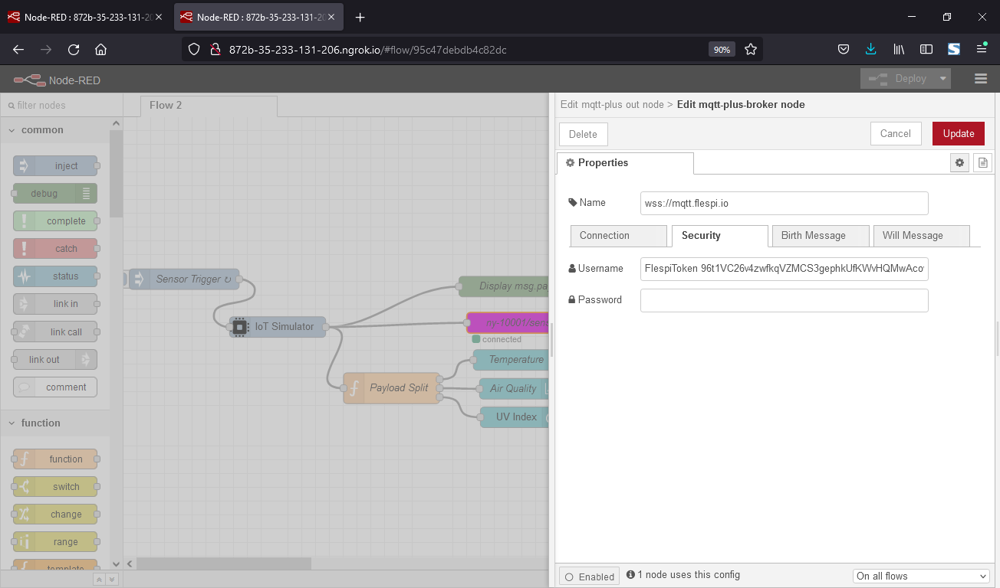 Node-RED : 872b-35-233-131-20
Node-RED : 872b-35-233-131-20
872b-35-233-131-206.ngrok.io/#flow/95c47debdb4c82dc
90%
Node-RED
Deploy
filter nodes
common
inject
debug
complete
catch
status
link in
link call
link out
comment
function
function
switch
change
range
template
Flow 2
Sensor Trigger ↻
IoT Simulator
Display msg.pa
ny-10001/sen
connected
Payload Split
Temperature
Air Quality
UV Index
Edit mqtt-plus out node > Edit mqtt-plus-broker node
Delete
Cancel
Update
Properties
Name
wss://mqtt.flespi.io
Connection
Security
Birth Message
Will Message
Username
FlespiToken 96t1VC26v4zwfkqVZMCS3gephkUfKWvHQMwAco
Password
Enabled
1 node uses this config
On all flows